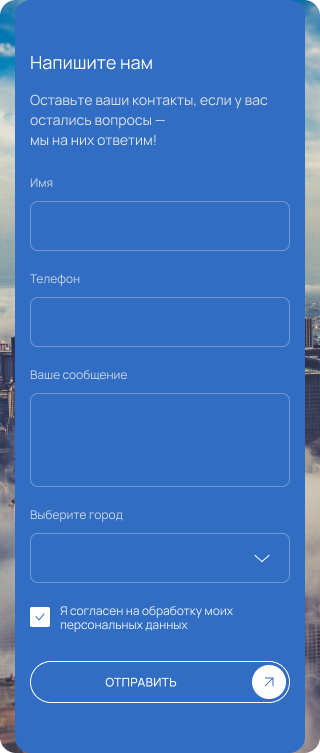 Напишите нам
Оставьте ваши контакты, если у вас
остались вопросы —
мы на них ответим!
Имя
Телефон
Ваше сообщение
Выберите город
Я согласен на обработку моих
персональных данных
ОТПРАВИТЬ